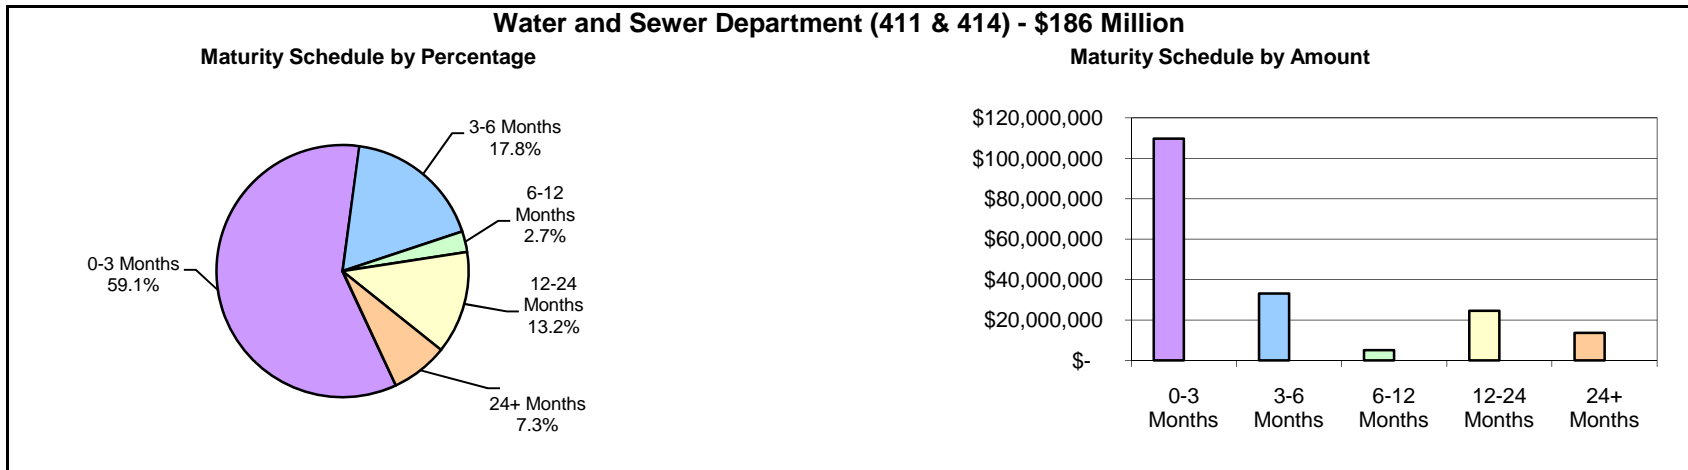 Water and Sewer Department (411 & 414) - $186 Million
Maturity Schedule by Percentage
3-6 Months
17.8%
6-12
Months
2.7%
0-3 Months
59.1%
12-24
Months
13.2%
24+ Months
7.3%
Maturity Schedule by Amount
$120,000,000
$100,000,000
$80,000,000
$60,000,000
$40,000,000
$20,000,000
$-
0-3
Months
3-6
Months
6-12
Months
12-24
Months
24+
Months